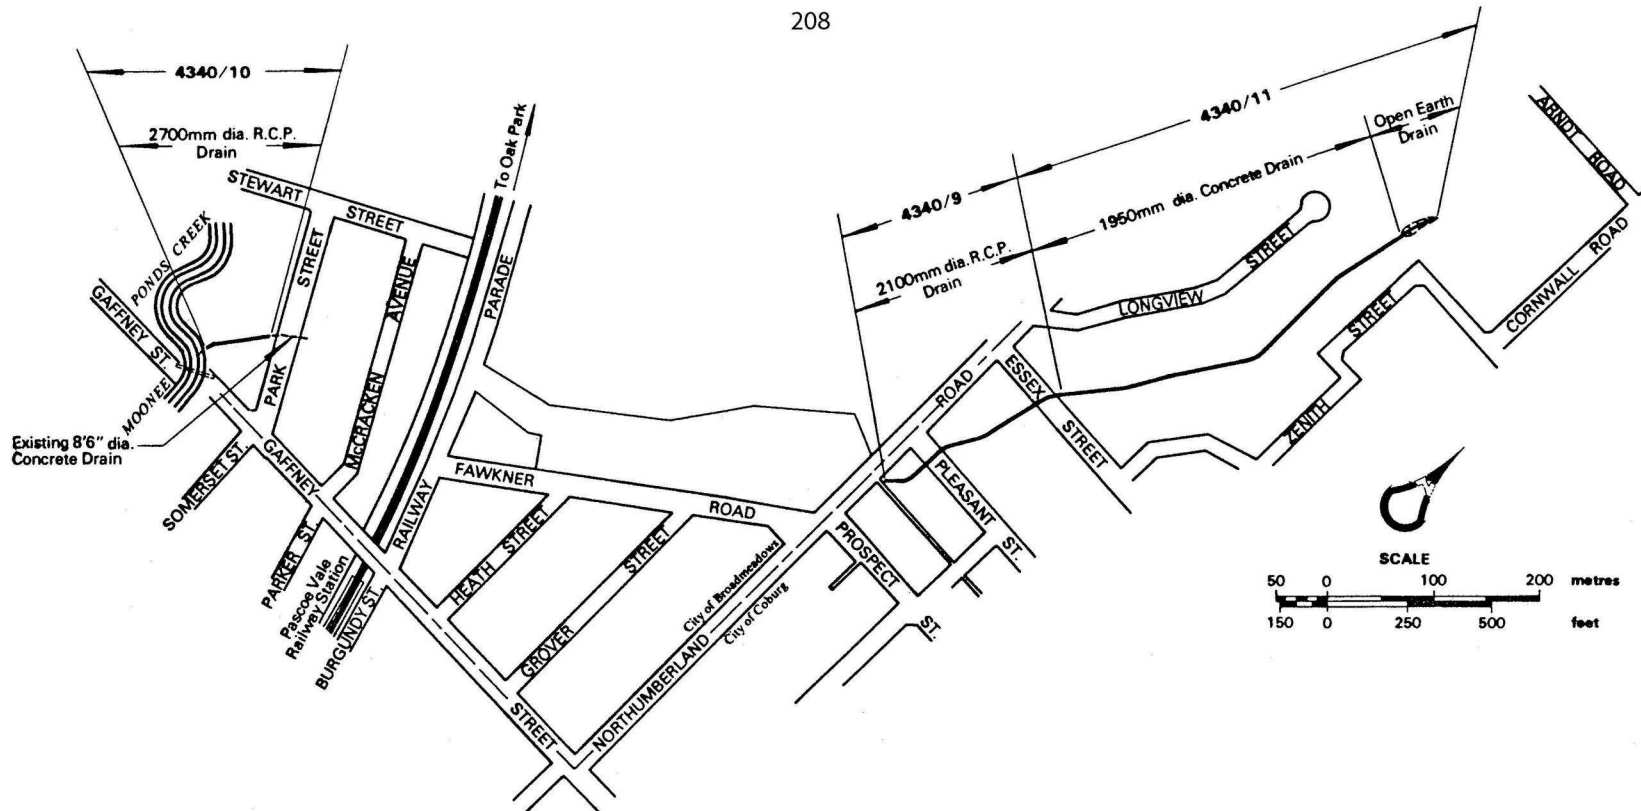 208
4340/10
2700mm dia. R.C.P.
Drain
4340/11
Open Earth
Drain
1950mm dia. Concrete Drain
4340/9
2100mm dia. R.C.P.
Drain
To Oak Park
STEWART
STREET
PONDS CREEK
MOONEE
GAFFNEY ST.
PARK
STREET
McCRACKEN
AVENUE
RAILWAY
PARADE
Existing 8'6" dia.
Concrete Drain
SOMERSET ST.
GAFFNEY
STREET
PARKER ST.
Pascoe Vale
Railway Station
BURGUNDY ST.
FAWKNER
ROAD
HEATH STREET
GROVER
STREET
NORTHUMBERLAND
ROAD
City of Broadmeadows
City of Coburg
PROSPECT
ST.
PLEASANT
ST.
ESSEX
STREET
LONGVIEW
STREET
ZENITH
STREET
CORNWALL ROAD
ARNDT ROAD
SCALE
50 0 100 200 metres
150 0 250 500 feet